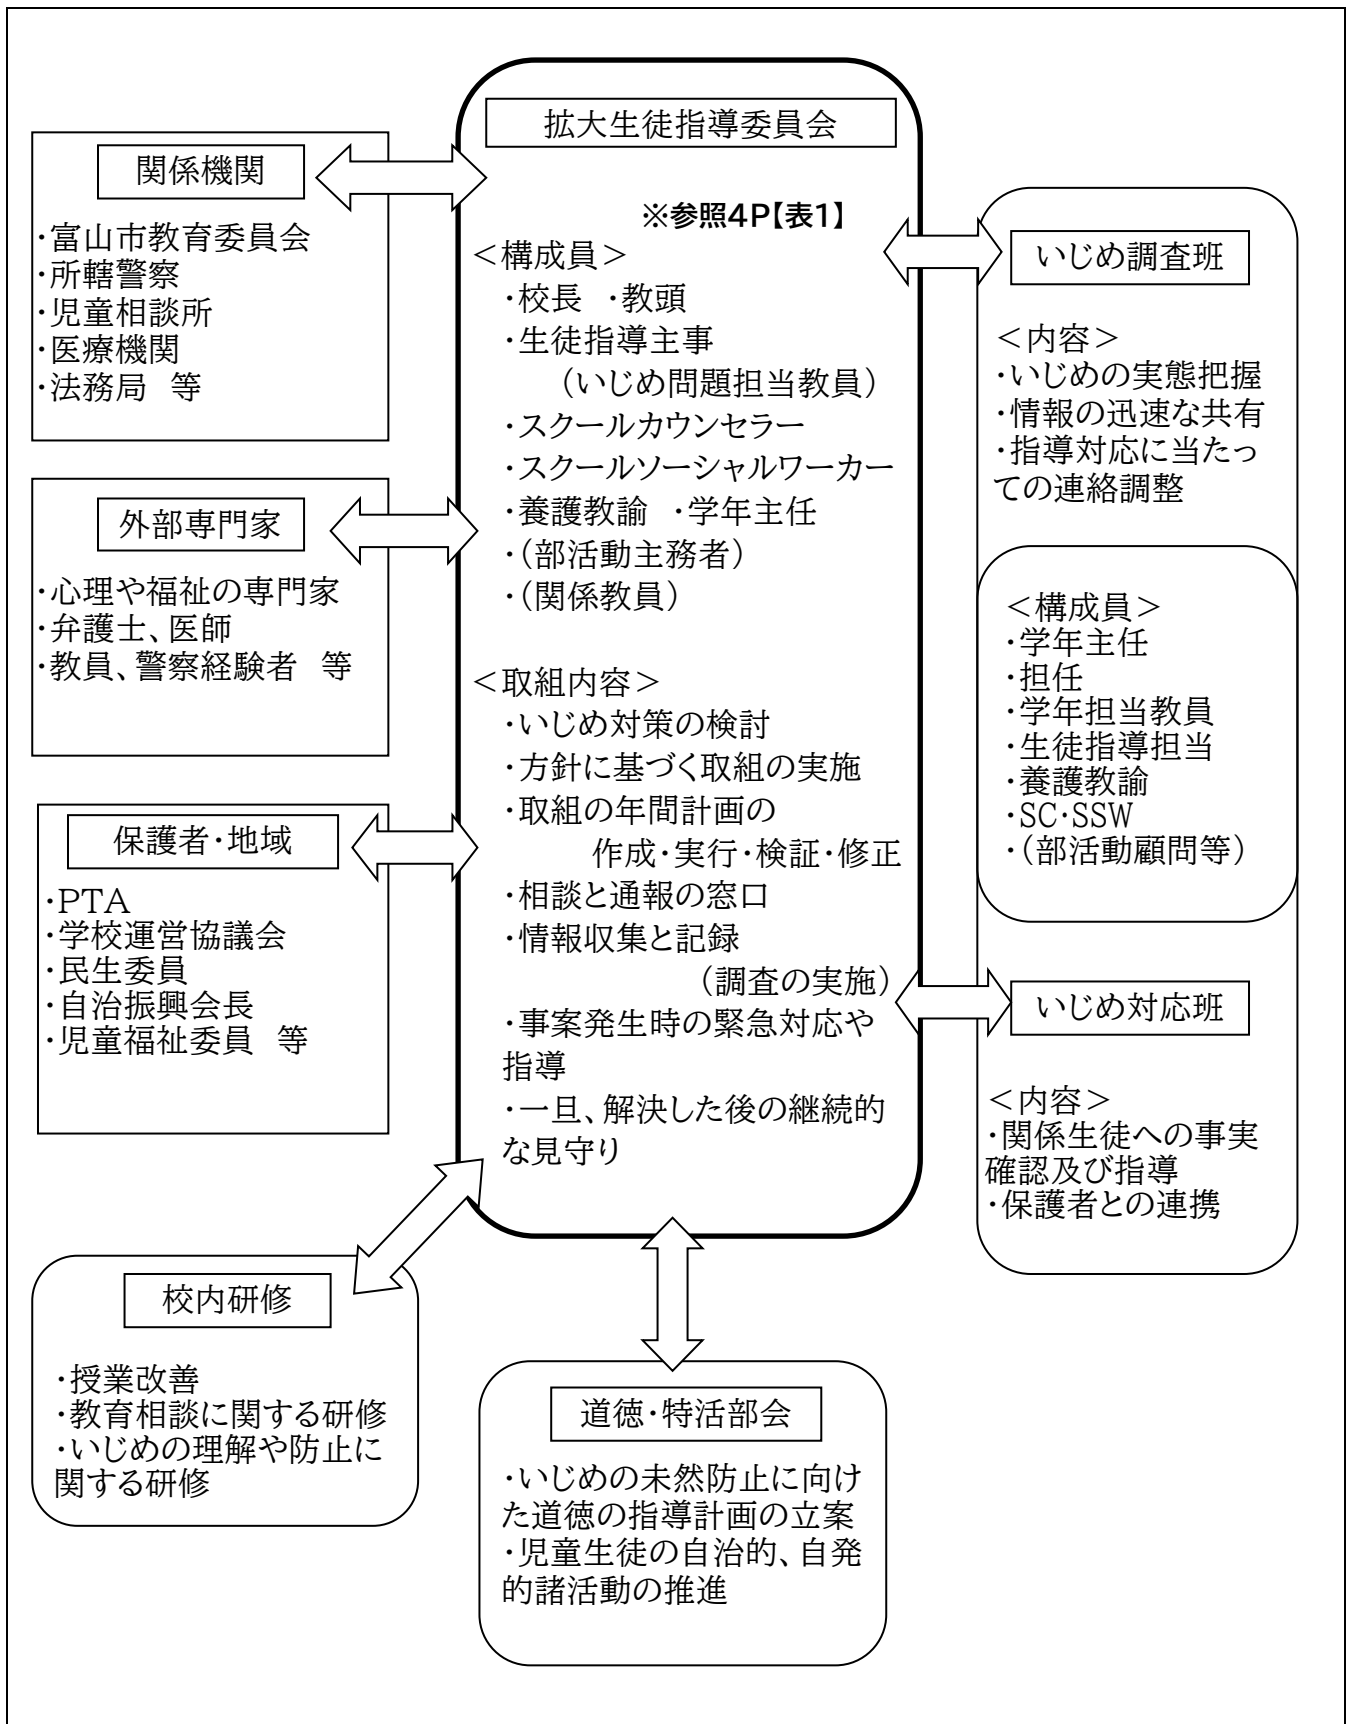 拡大生徒指導委員会
※参照4P【表1】
＜構成員＞
・校長　・教頭
・生徒指導主事
（いじめ問題担当教員）
・スクールカウンセラー
・スクールソーシャルワーカー
・養護教諭　・学年主任
・（部活動主務者）
・（関係教員）
＜取組内容＞
・いじめ対策の検討
・方針に基づく取組の実施
・取組の年間計画の
作成・実行・検証・修正
・相談と通報の窓口
・情報収集と記録
（調査の実施）
・事案発生時の緊急対応や
指導
・一旦、解決した後の継続的
な見守り
関係機関
・富山市教育委員会
・所轄警察
・児童相談所
・医療機関
・法務局　等
外部専門家
・心理や福祉の専門家
・弁護士、医師
・教員、警察経験者　等
保護者・地域
・PTA
・学校運営協議会
・民生委員
・自治振興会長
・児童福祉委員　等
校内研修
・授業改善
・教育相談に関する研修
・いじめの理解や防止に
関する研修
道徳・特活部会
・いじめの未然防止に向け
た道徳の指導計画の立案
・児童生徒の自治的、自発
的諸活動の推進
いじめ調査班
＜内容＞
・いじめの実態把握
・情報の迅速な共有
・指導対応に当たっ
ての連絡調整
＜構成員＞
・学年主任
・担任
・学年担当教員
・生徒指導担当
・養護教諭
・SC・SSW
・（部活動顧問等）
いじめ対応班
＜内容＞
・関係生徒への事実
確認及び指導
・保護者との連携